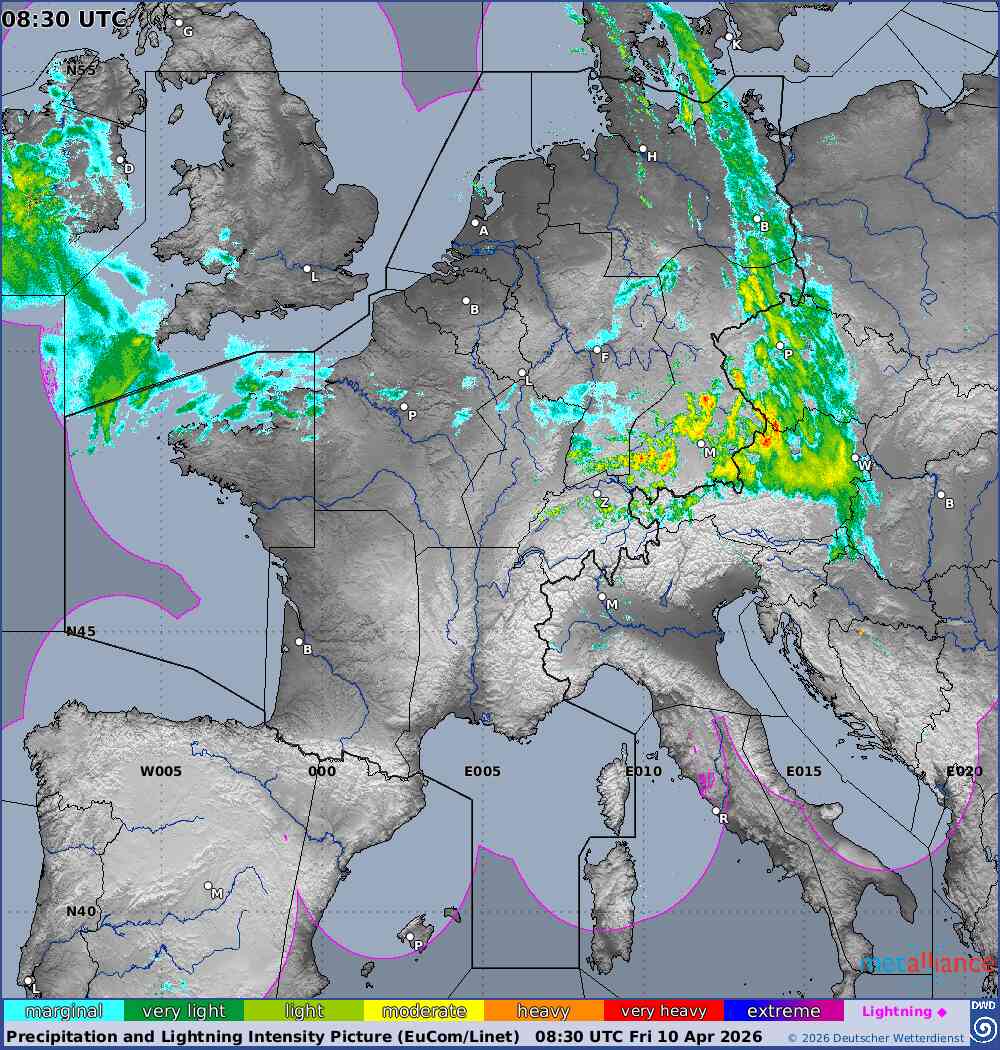 08:30 UTC
G
K
N55
H
D
A
B
L
B
F
P
L
P
M
W
Z
B
M
N45
B
W005
000
E005
E010
E015
E020
R
M
N40
P
L
metalliance
marginal
very light
light
moderate
heavy
very heavy
extreme
Lightning ◆
DWD
Precipitation and Lightning Intensity Picture (EuCom/Linet) 08:30 UTC Fri 10 Apr 2026 © 2026 Deutscher Wetterdienst